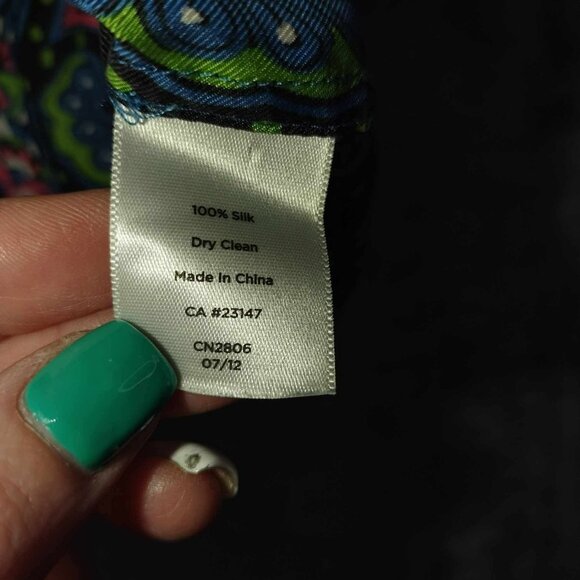 100% Silk
Dry Clean
Made In China
CA #23147
CN2806
07/12